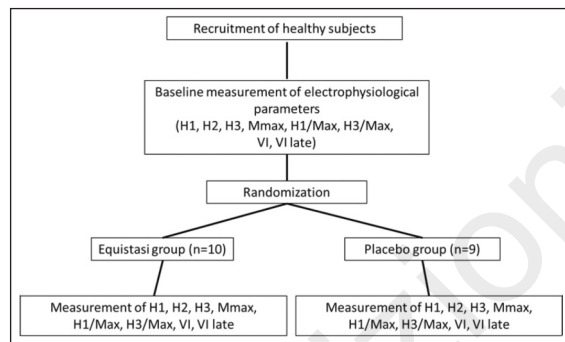 Recruitment of healthy subjects
Baseline measurement of electrophysiological
parameters
(H1, H2, H3, Mmax, H1/Max, H3/Max,
VI, VI late)
Randomization
Equistasi group (n=10)
Placebo group (n=9)
Measurement of H1, H2, H3, Mmax,
H1/Max, H3/Max, VI, VI late
Measurement of H1, H2, H3, Mmax,
H1/Max, H3/Max, VI, VI late